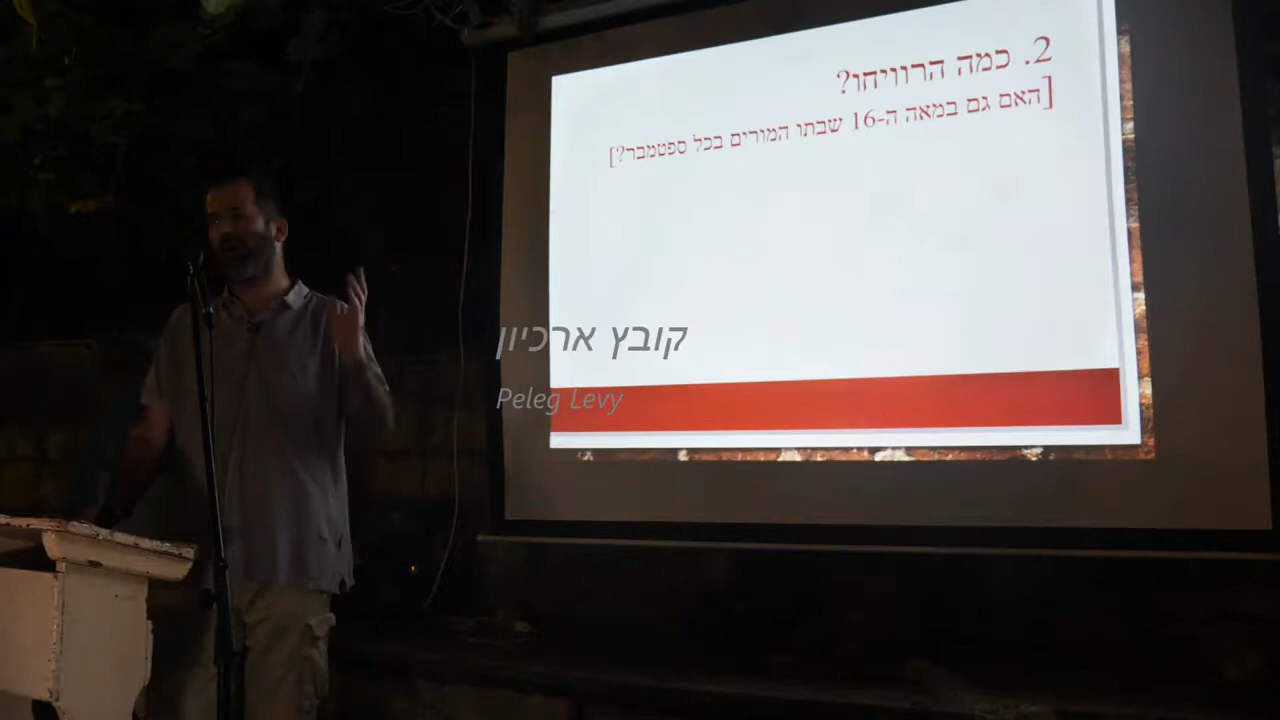 2. כמה הרוויחו?
[האם גם במאה ה-16 שבתו המורים בכל ספטמבר?]
קובץ ארכיון
Peleg Levy